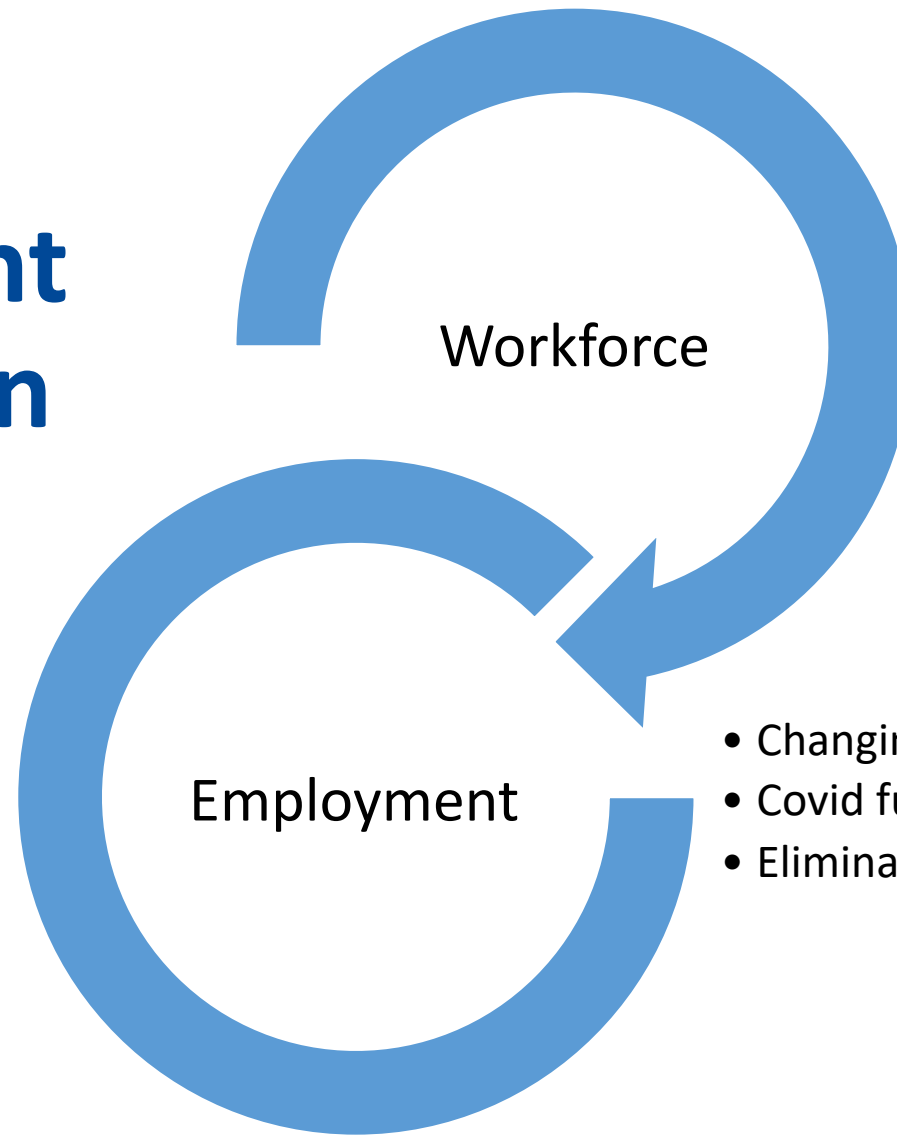 nt
n
Workforce
Employment
• Changin
• Covid fu
• Elimina